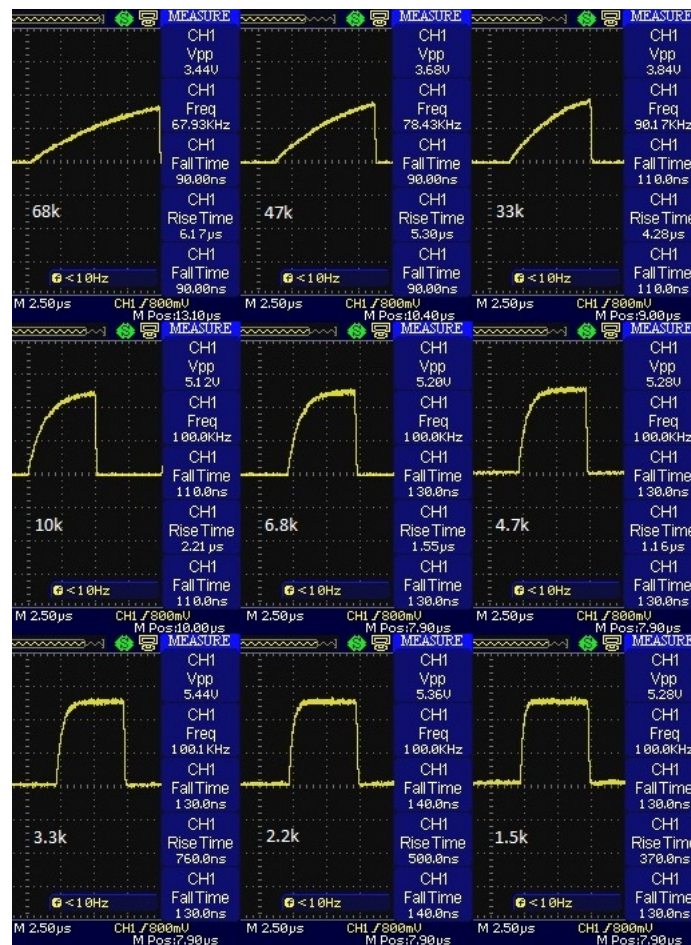 MEASURE
CH1
Vpp
3.44V
CH1
Freq
67.93KHz
CH1
Fall Time
90.00ns
CH1
Rise Time
6.17µs
CH1
Fall Time
90.00ns
68k
f <10Hz
M 2.50µs CH1 / 800mV
M Pos:13.10µs
MEASURE
CH1
Vpp
3.68V
CH1
Freq
78.43KHz
CH1
Fall Time
90.00ns
CH1
Rise Time
5.30µs
CH1
Fall Time
90.00ns
47k
f <10Hz
M 2.50µs CH1 / 800mV
M Pos:10.40µs
MEASURE
CH1
Vpp
3.84V
CH1
Freq
90.17KHz
CH1
Fall Time
110.0ns
CH1
Rise Time
4.28µs
CH1
Fall Time
110.0ns
33k
f <10Hz
M 2.50µs CH1 / 800mV
M Pos:9.00µs
MEASURE
CH1
Vpp
5.12V
CH1
Freq
100.0KHz
CH1
Fall Time
110.0ns
CH1
Rise Time
2.21µs
CH1
Fall Time
110.0ns
10k
f <10Hz
M 2.50µs CH1 / 800mV
M Pos:10.00µs
MEASURE
CH1
Vpp
5.20V
CH1
Freq
100.0KHz
CH1
Fall Time
130.0ns
CH1
Rise Time
1.55µs
CH1
Fall Time
130.0ns
6.8k
f <10Hz
M 2.50µs CH1 / 800mV
M Pos:7.90µs
MEASURE
CH1
Vpp
5.28V
CH1
Freq
100.0KHz
CH1
Fall Time
130.0ns
CH1
Rise Time
1.16µs
CH1
Fall Time
130.0ns
4.7k
f <10Hz
M 2.50µs CH1 / 800mV
M Pos:7.90µs
MEASURE
CH1
Vpp
5.44V
CH1
Freq
100.1KHz
CH1
Fall Time
130.0ns
CH1
Rise Time
760.0ns
CH1
Fall Time
130.0ns
3.3k
f <10Hz
M 2.50µs CH1 / 800mV
M Pos:7.90µs
MEASURE
CH1
Vpp
5.36V
CH1
Freq
100.0KHz
CH1
Fall Time
140.0ns
CH1
Rise Time
500.0ns
CH1
Fall Time
140.0ns
2.2k
f <10Hz
M 2.50µs CH1 / 800mV
M Pos:7.90µs
MEASURE
CH1
Vpp
5.28V
CH1
Freq
100.0KHz
CH1
Fall Time
130.0ns
CH1
Rise Time
370.0ns
CH1
Fall Time
130.0ns
1.5k
f <10Hz
M 2.50µs CH1 / 800mV
M Pos:7.90µs